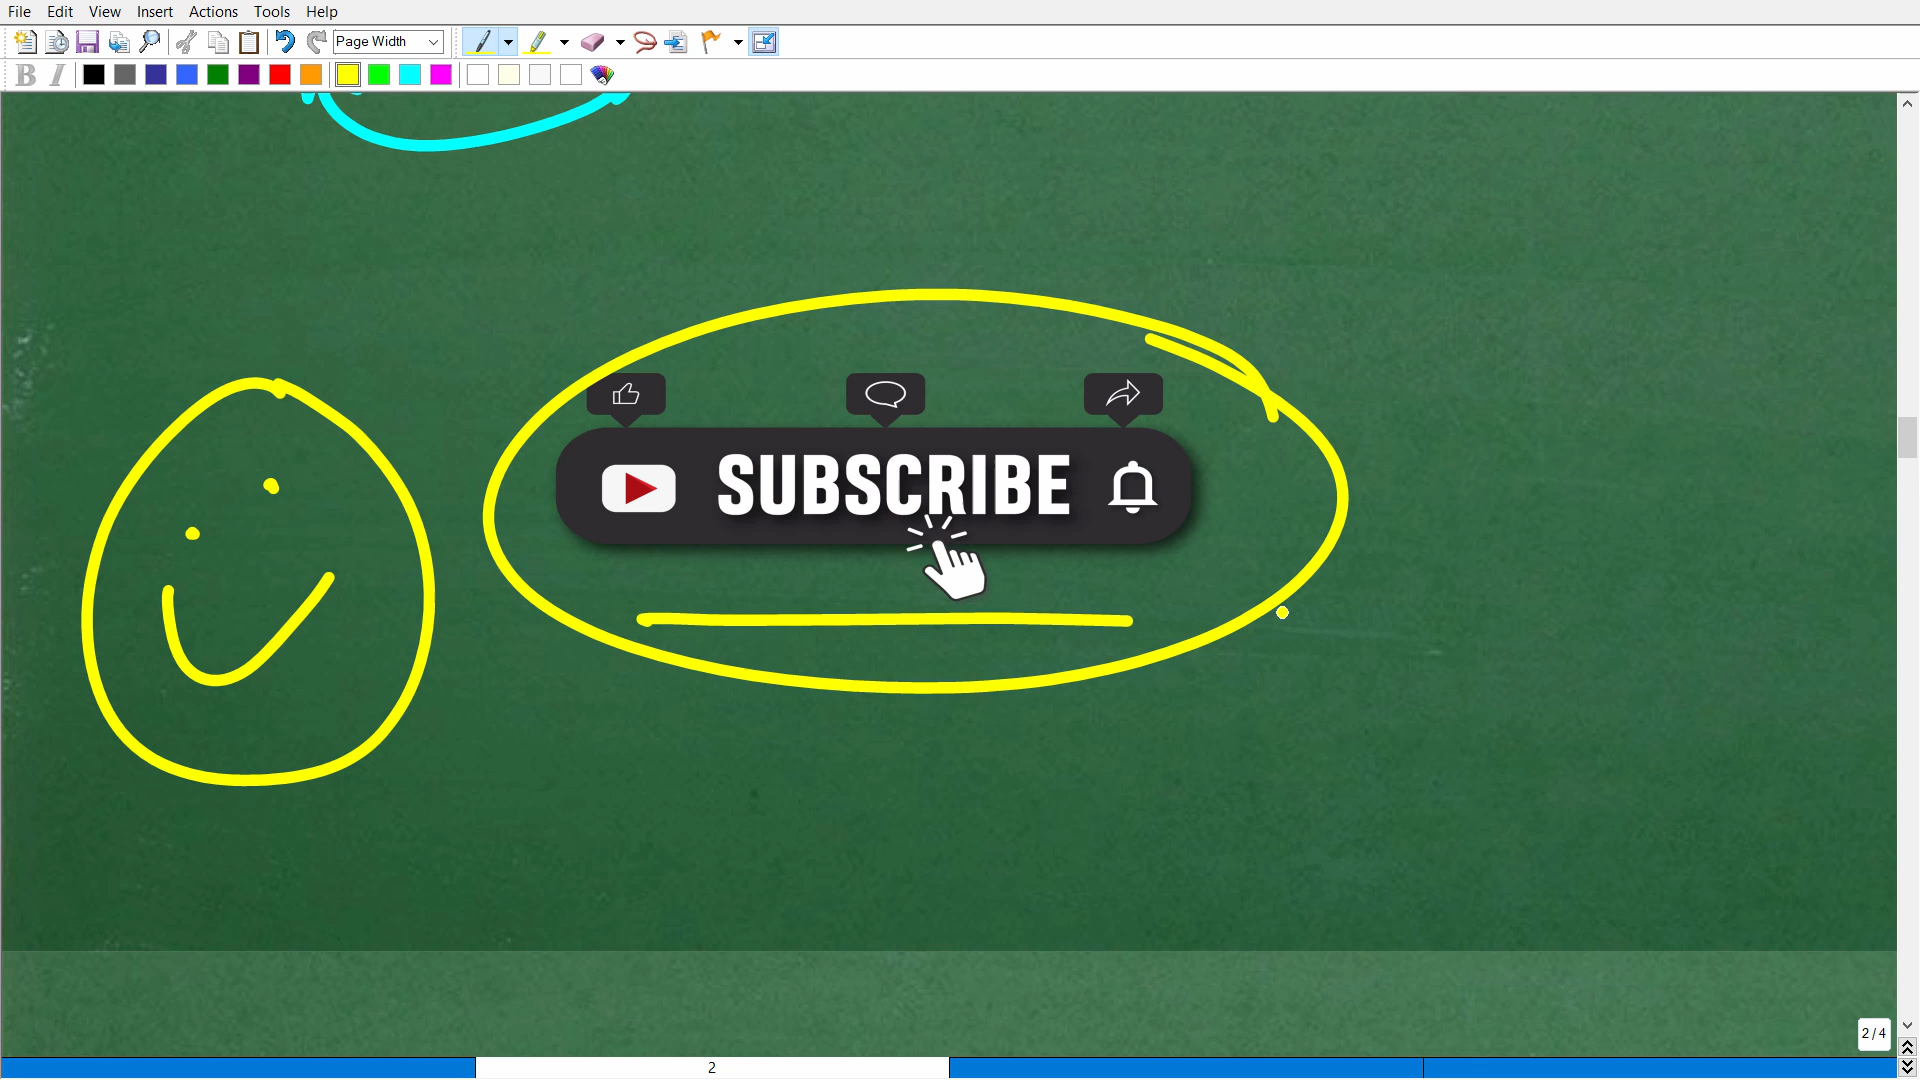 File Edit View Insert Actions Tools Help
Page Width
B I
SUBSCRIBE
2 / 4
2